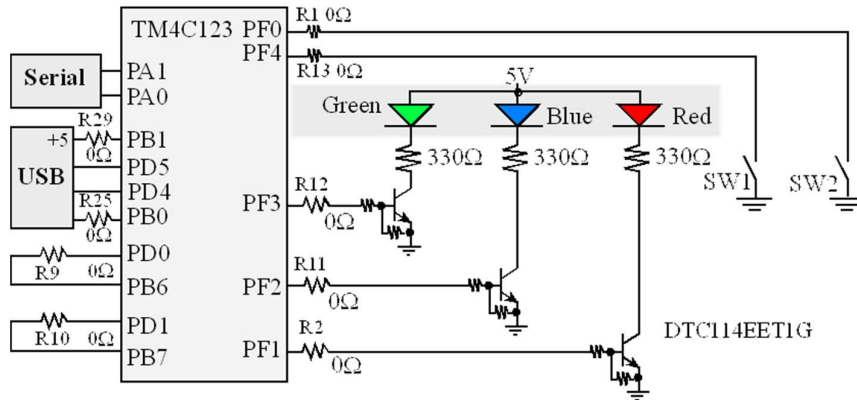 TM4C123
PF0
R1 0Ω
PF4
R13 0Ω
Serial
PA1
PA0
5V
Green
Blue
Red
R29
+5
0Ω
PB1
USB
PD5
PD4
R25
PB0
0Ω
330Ω
330Ω
330Ω
SW1
SW2
R12
PF3
0Ω
PD0
R9
0Ω
PB6
R11
PF2
0Ω
PD1
R10
0Ω
PB7
R2
PF1
0Ω
DTC114EET1G